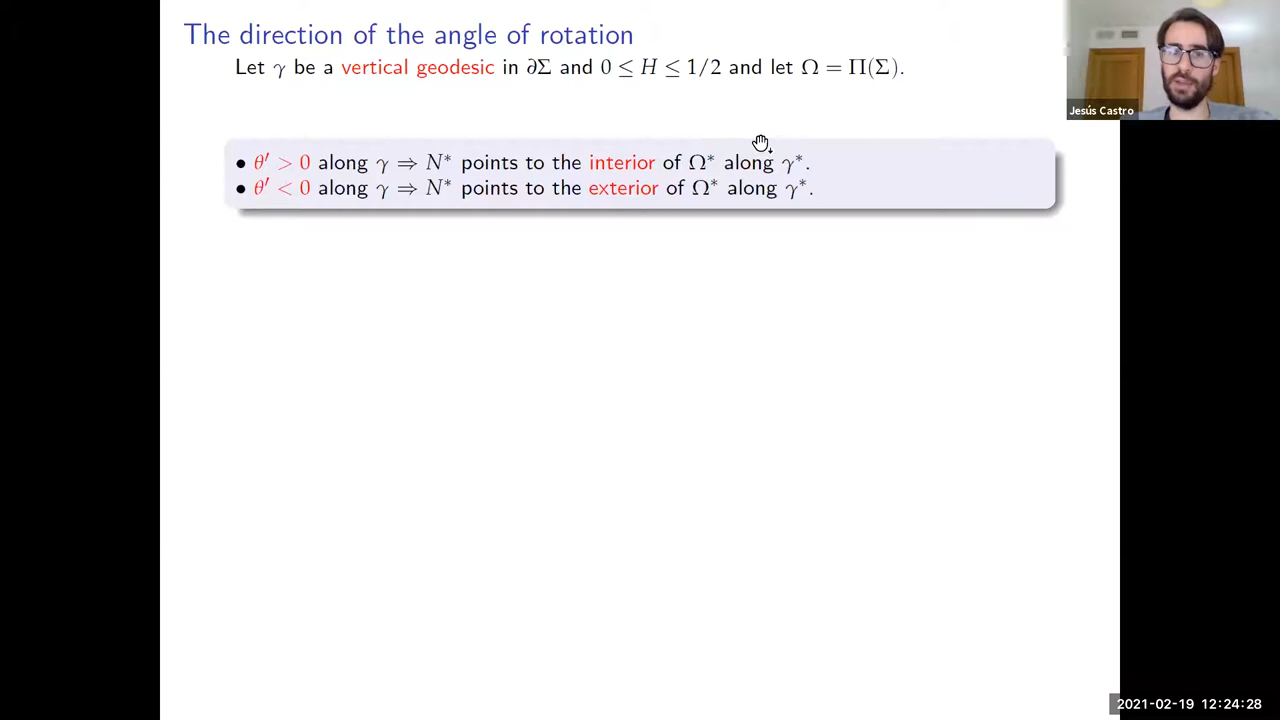 The direction of the angle of rotation
Let γ be a vertical geodesic in ∂Σ and 0 ≤ H ≤ 1/2 and let Ω = Π(Σ).
• θ′ > 0 along γ ⇒ N* points to the interior of Ω* along γ*.
• θ′ < 0 along γ ⇒ N* points to the exterior of Ω* along γ*.
Jesús Castro
2021-02-19 12:24:28